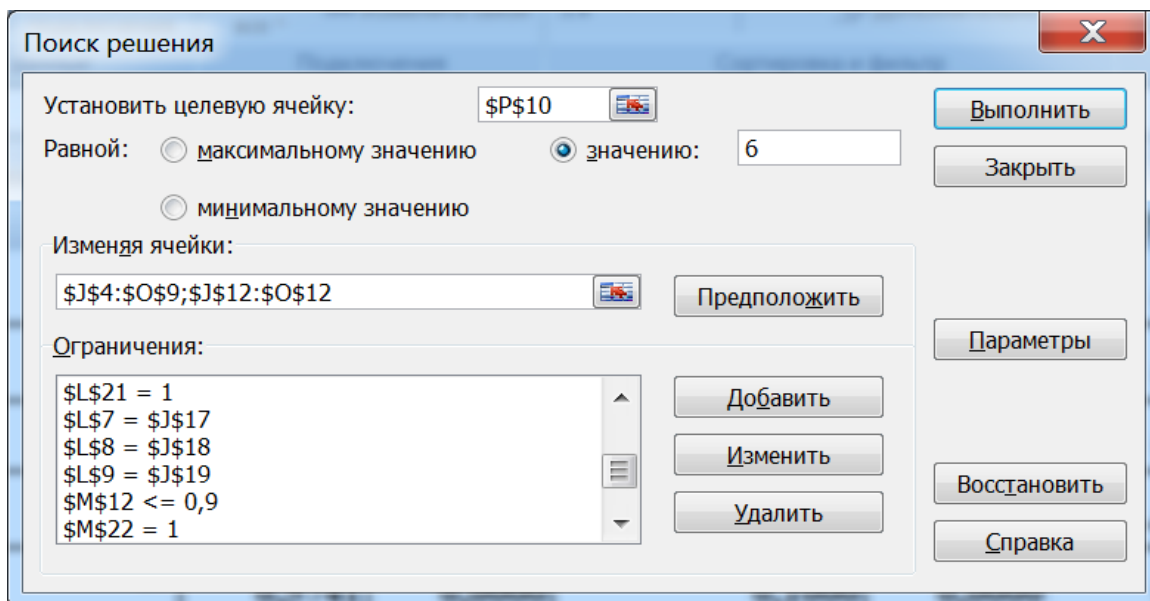 Поиск решения
Установить целевую ячейку: $P$10 Выполнить
Равной: максимальному значению значению: 6 Закрыть
минимальному значению
Изменяя ячейки:
$J$4:$O$9;$J$12:$O$12 Предположить
Ограничения: Параметры
$L$21 = 1 Добавить
$L$7 = $J$17
$L$8 = $J$18 Изменить
$L$9 = $J$19
$M$12 <= 0,9 Удалить Восстановить
$M$22 = 1
Справка